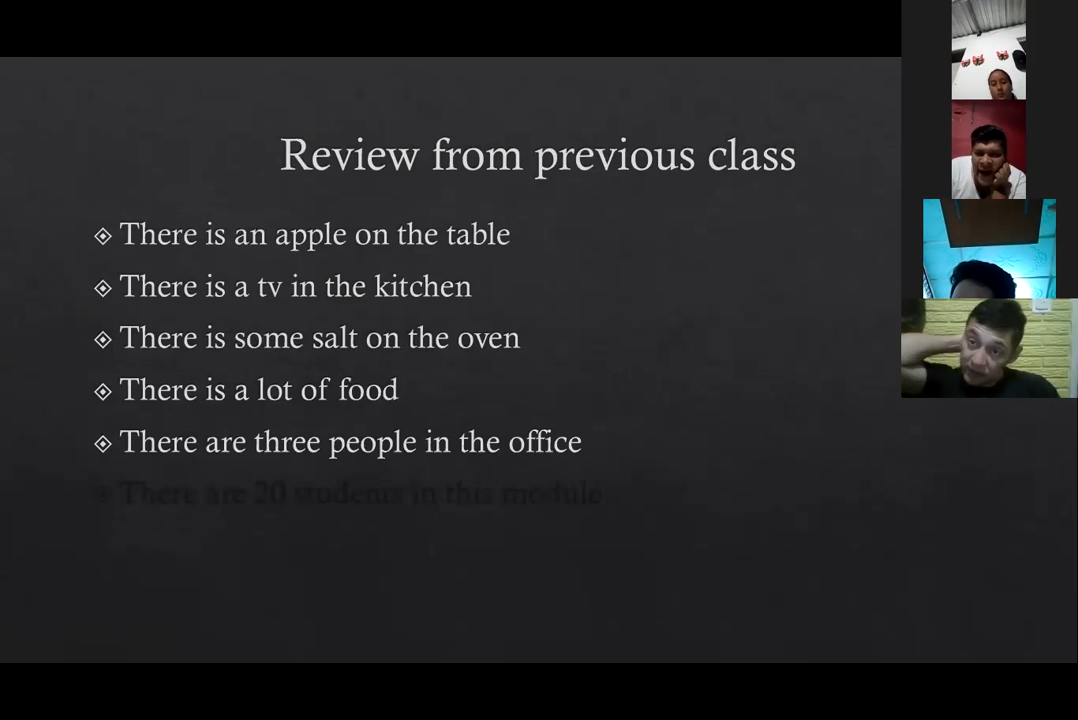 Review from previous class
There is an apple on the table
There is a tv in the kitchen
There is some salt on the oven
There is a lot of food
There are three people in the office
There are 20 students in this module